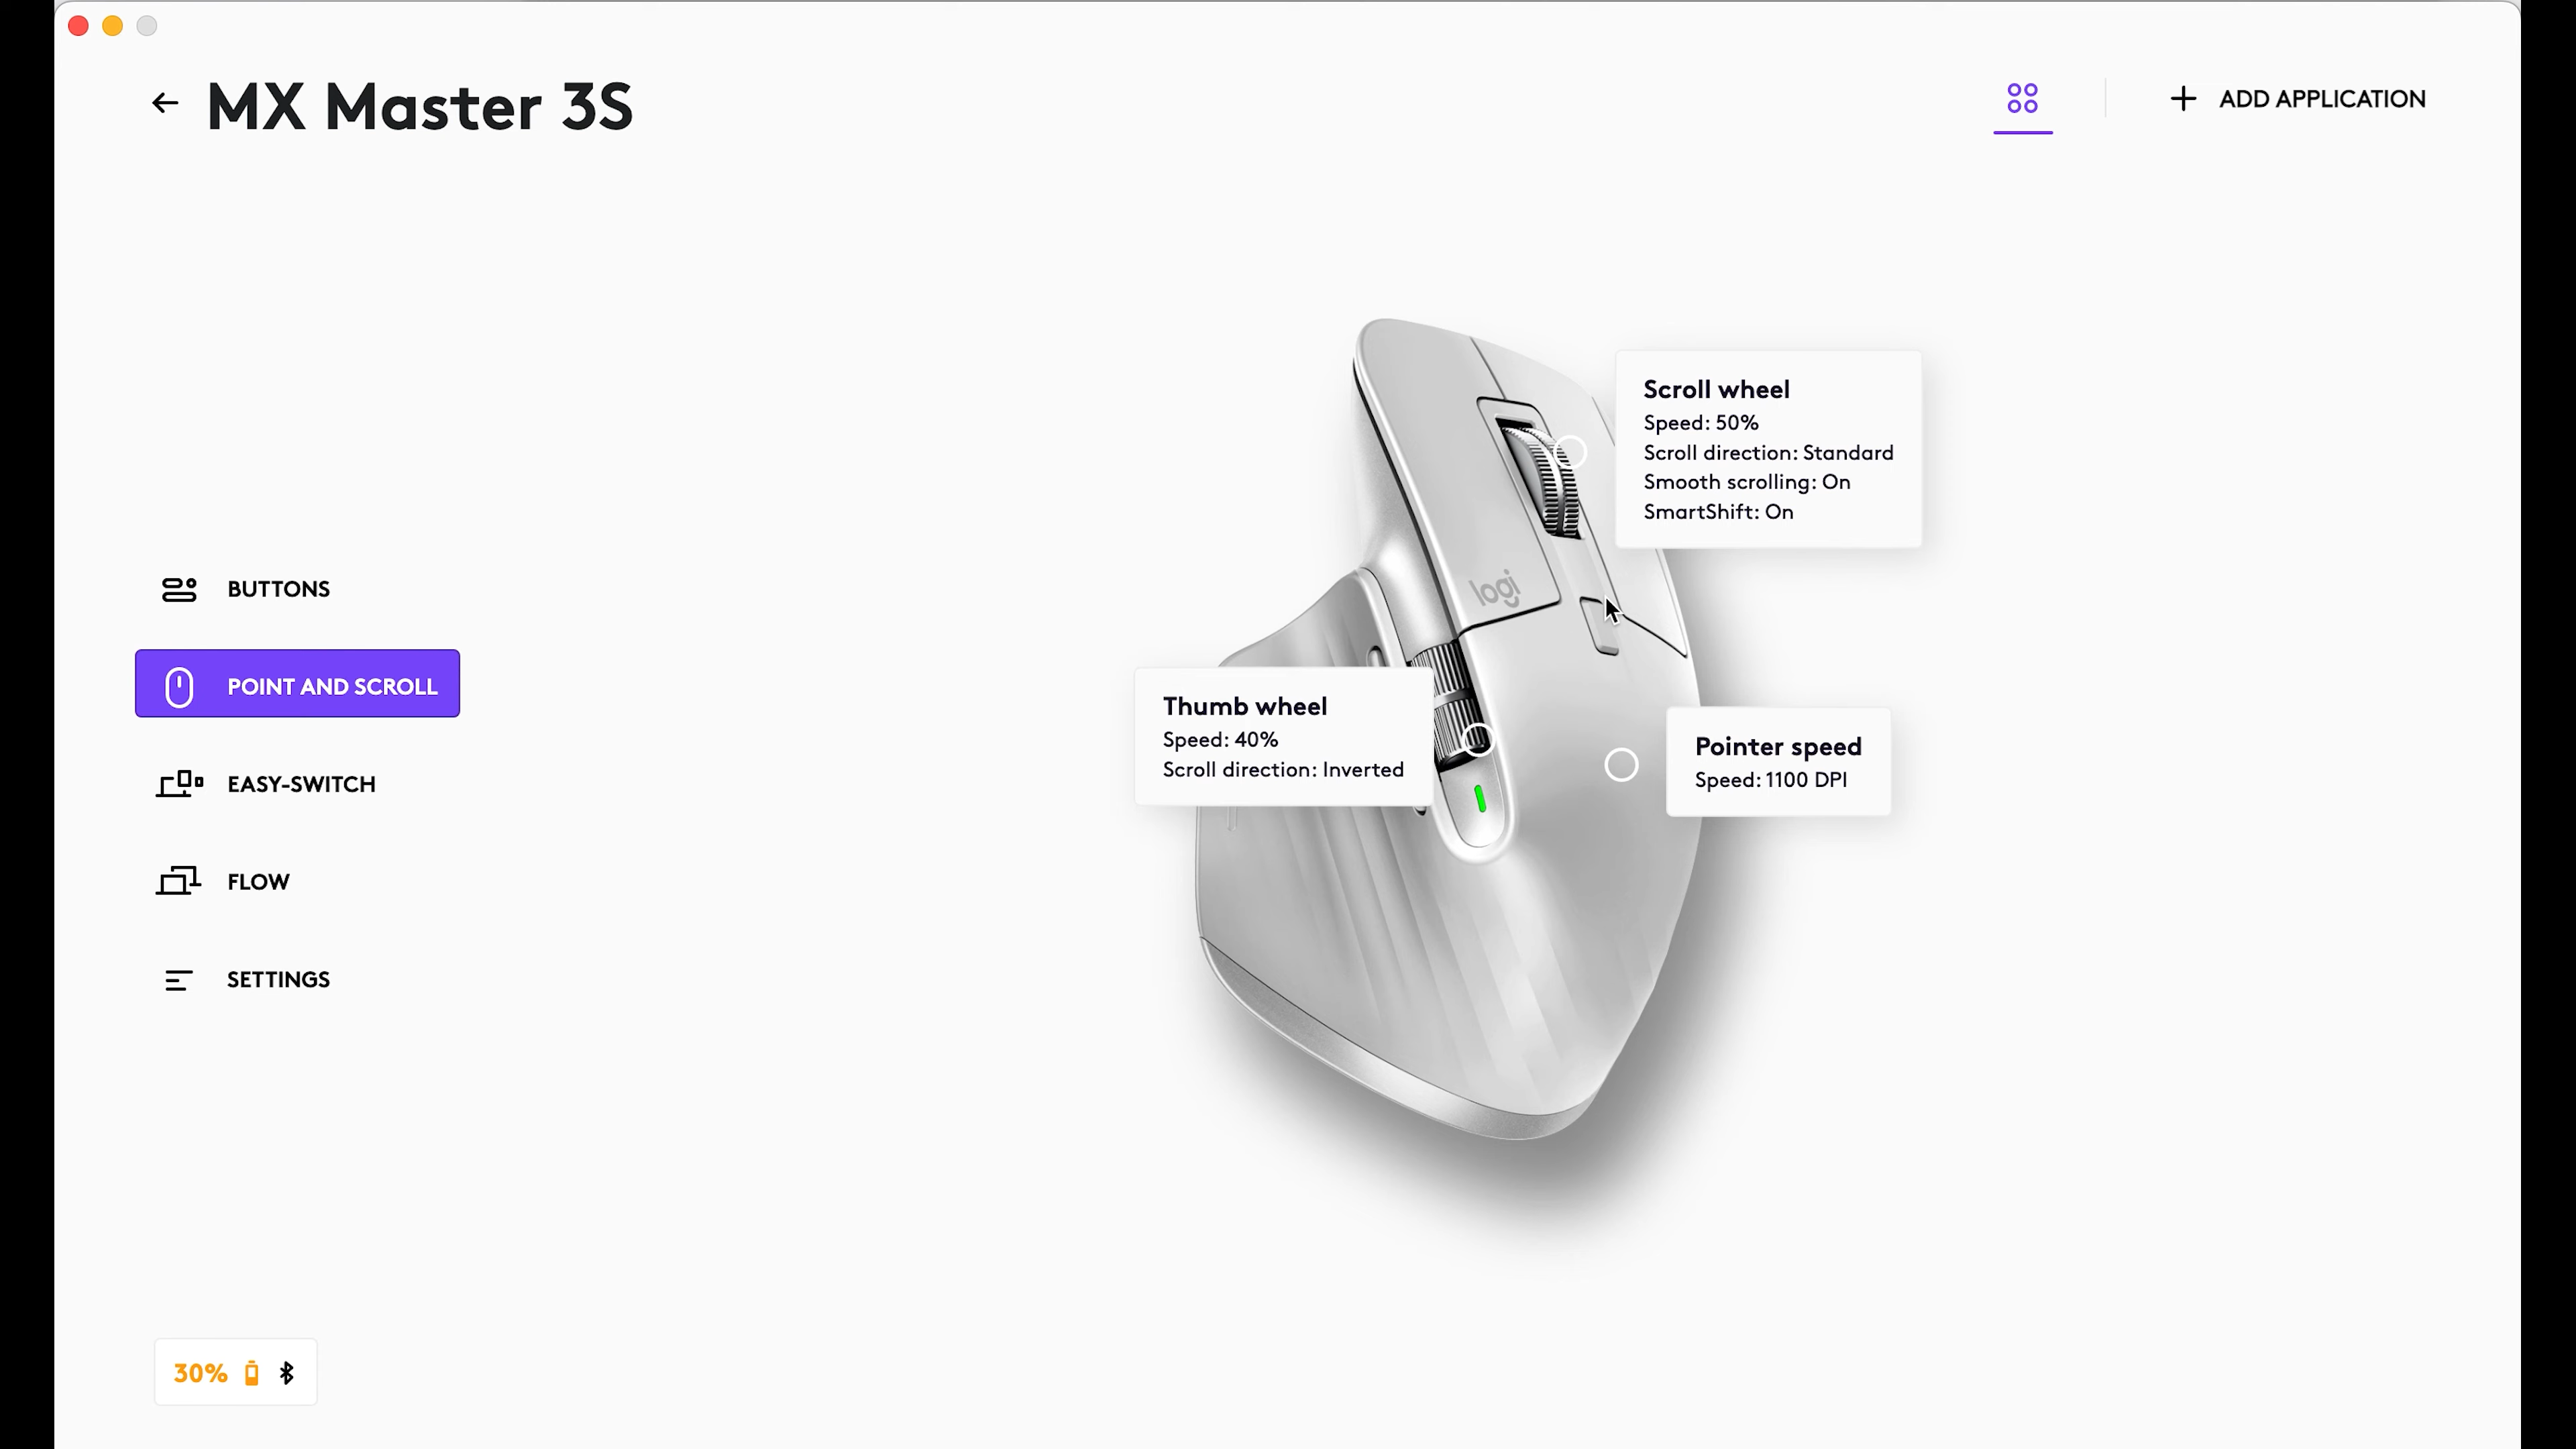 MX Master 3S
ADD APPLICATION
Scroll wheel
Speed: 50%
Scroll direction: Standard
Smooth scrolling: On
SmartShift: On
logi
BUTTONS
POINT AND SCROLL
Thumb wheel
Speed: 40%
Scroll direction: Inverted
Pointer speed
Speed: 1100 DPI
EASY-SWITCH
FLOW
SETTINGS
30%